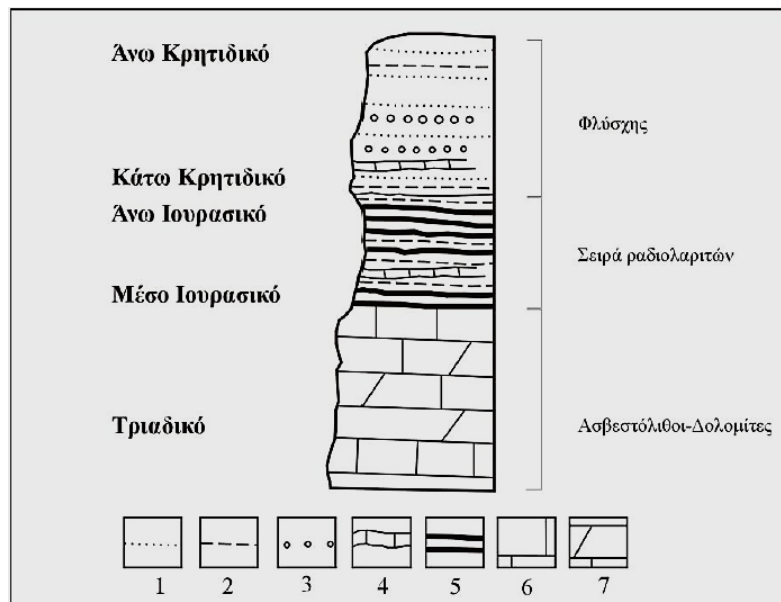 Άνω Κρητιδικό
Φλύσχης
Κάτω Κρητιδικό
Άνω Ιουρασικό
Σειρά ραδιολαριτών
Μέσο Ιουρασικό
Τριαδικό
Ασβεστόλιθοι-Δολομίτες
1 2 3 4 5 6 7